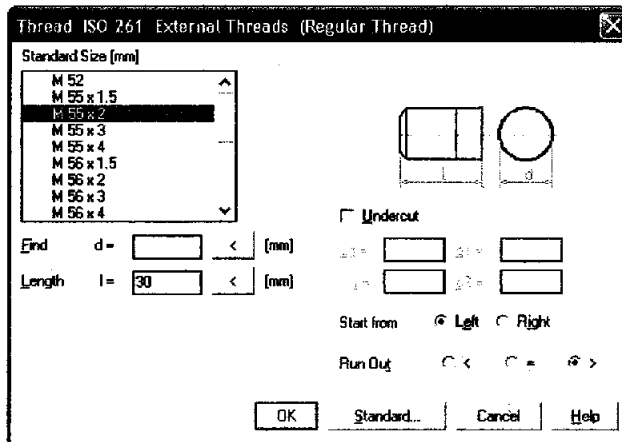 Thread ISO 261 External Threads (Regular Thread)
Standard Size [mm]
M 52
M 55 x 1.5
M 55 x 2
M 55 x 3
M 55 x 4
M 56 x 1.5
M 56 x 2
M 56 x 3
M 56 x 4
l
d
Undercut
Find d = < [mm]
Length l = 30 < [mm]
Start from Left Right
Run Out < = >
OK Standard... Cancel Help